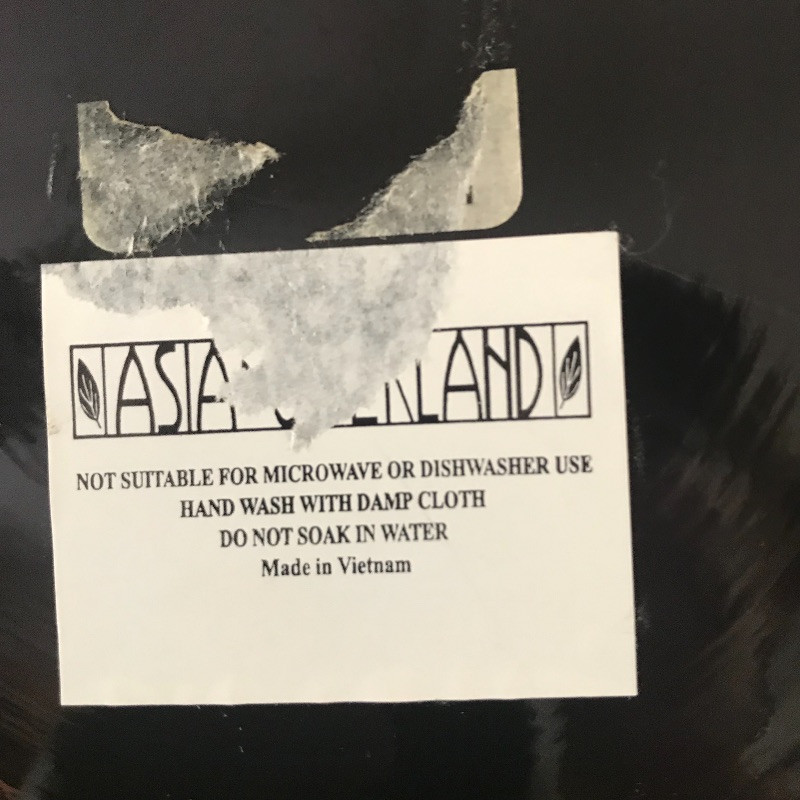 NOT SUITABLE FOR MICROWAVE OR DISHWASHER USE
HAND WASH WITH DAMP CLOTH
DO NOT SOAK IN WATER
Made in Vietnam